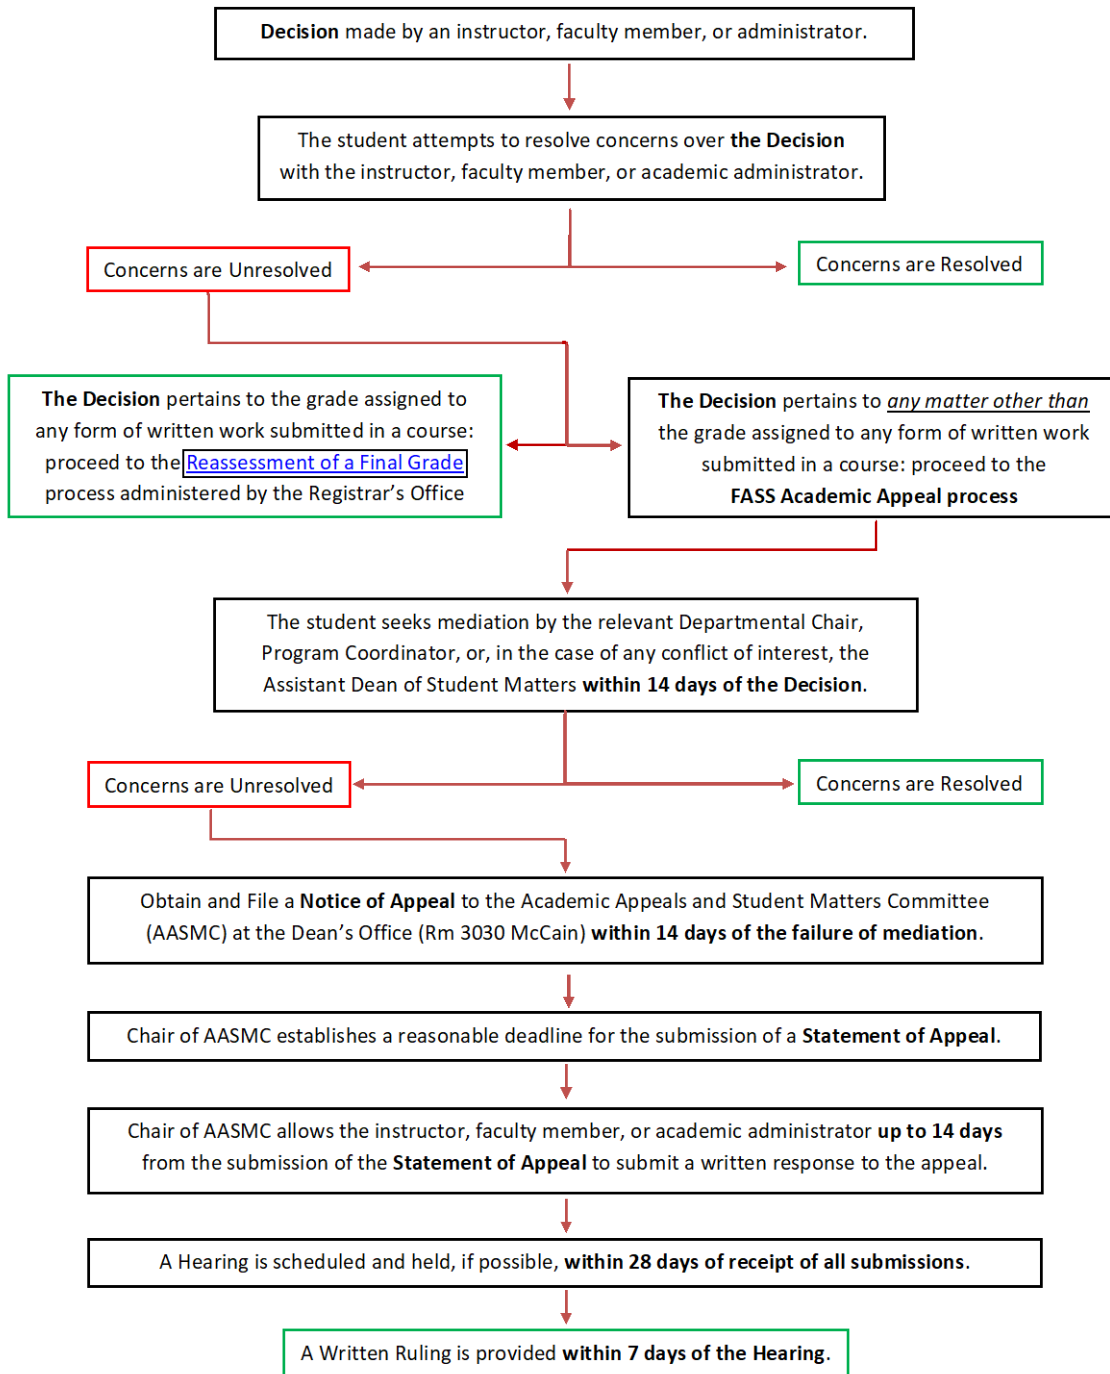 Decision made by an instructor, faculty member, or administrator.
The student attempts to resolve concerns over the Decision
with the instructor, faculty member, or academic administrator.
Concerns are Unresolved
Concerns are Resolved
The Decision pertains to the grade assigned to
any form of written work submitted in a course:
proceed to the Reassessment of a Final Grade
process administered by the Registrar’s Office
The Decision pertains to any matter other than
the grade assigned to any form of written work
submitted in a course: proceed to the
FASS Academic Appeal process
The student seeks mediation by the relevant Departmental Chair,
Program Coordinator, or, in the case of any conflict of interest, the
Assistant Dean of Student Matters within 14 days of the Decision.
Concerns are Unresolved
Concerns are Resolved
Obtain and File a Notice of Appeal to the Academic Appeals and Student Matters Committee
(AASMC) at the Dean’s Office (Rm 3030 McCain) within 14 days of the failure of mediation.
Chair of AASMC establishes a reasonable deadline for the submission of a Statement of Appeal.
Chair of AASMC allows the instructor, faculty member, or academic administrator up to 14 days
from the submission of the Statement of Appeal to submit a written response to the appeal.
A Hearing is scheduled and held, if possible, within 28 days of receipt of all submissions.
A Written Ruling is provided within 7 days of the Hearing.